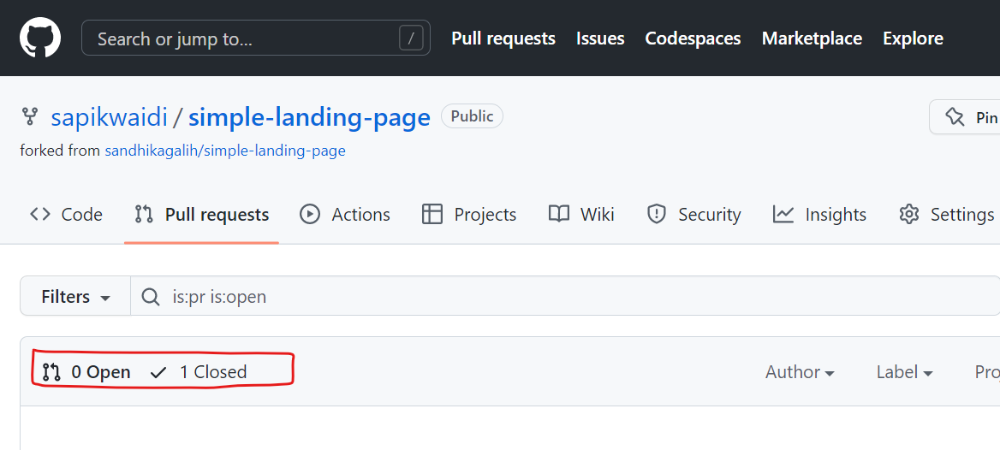 Search or jump to... / Pull requests Issues Codespaces Marketplace Explore
sapikwaidi / simple-landing-page Public Pin
forked from sandhikagalih/simple-landing-page
Code Pull requests Actions Projects Wiki Security Insights Settings
Filters is:pr is:open
0 Open 1 Closed Author Label